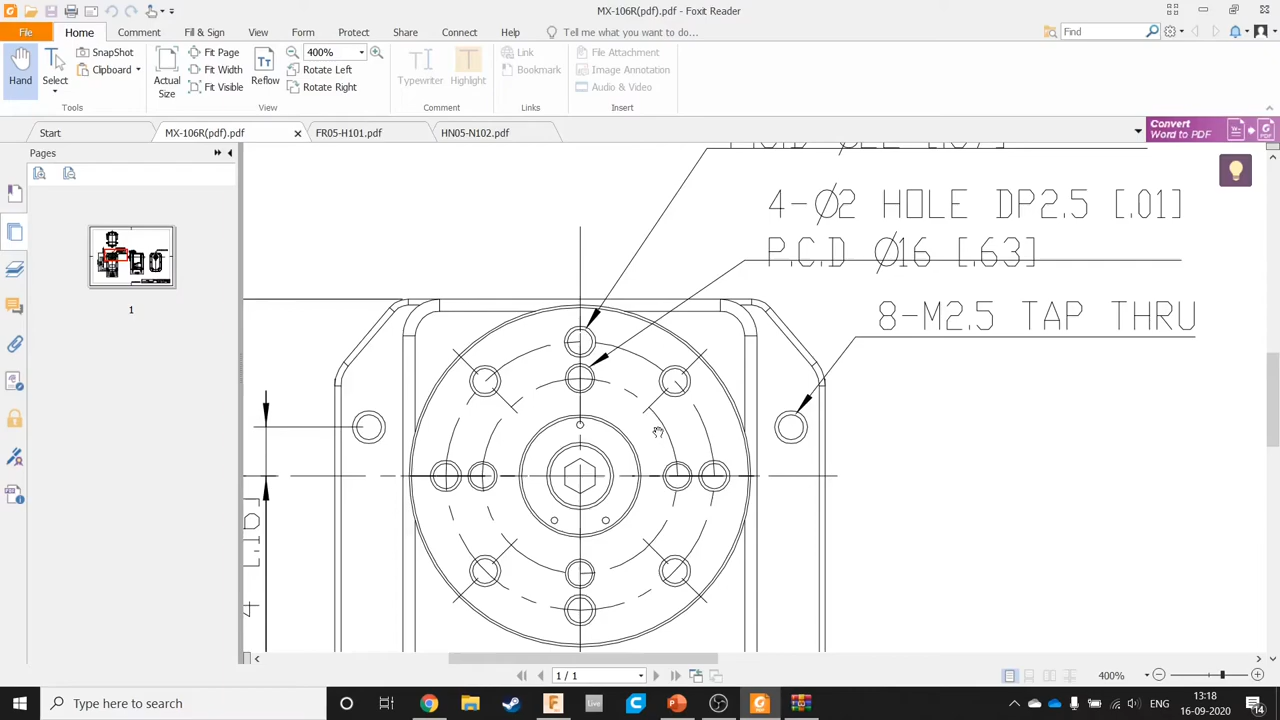 MX-106R(pdf).pdf - Foxit Reader
File Home Comment Fill & Sign View Form Protect Share Connect Help Tell me what you want to do... Find
Hand
Select
SnapShot
Clipboard
Tools
Actual Size
Fit Page
Fit Width
Fit Visible
Reflow
400%
Rotate Left
Rotate Right
View
Typewriter
Highlight
Comment
Link
Bookmark
Links
File Attachment
Image Annotation
Audio & Video
Insert
Start MX-106R(pdf).pdf FR05-H101.pdf HN05-N102.pdf
Convert
Word to PDF
Pages
1
4-Ø2 HOLE DP2.5 [.01]
P.C.D Ø16 [.63]
8-M2.5 TAP THRU
1 / 1
400%
Type here to search
Live
13:18
16-09-2020
14